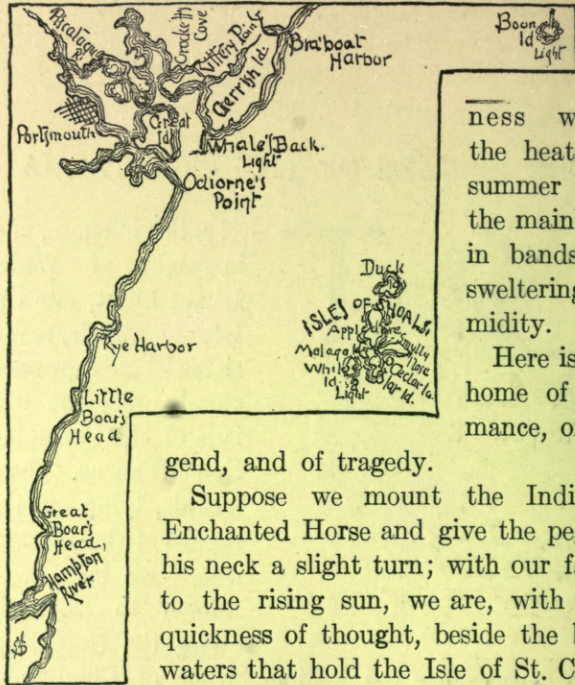 Crockett
Cove
Kittery Point
Gerrish Id.
Bra'boat
Harbor
Boun
Id
Light
Portsmouth
Great
Id.
Whale's Back.
Light
Odiorne's
Point
Rye Harbor
Little
Boar's
Head
Great
Boar's
Head,
Hampton
River
Duck
ISLES OF SHOALS,
Appledore
Malaga
Smutty
Nose
White
Id.
Light
Cedar
Id.
ness w
the heat
summer
the main
in bands
sweltering
midity.
Here is
home of
mance, o
gend, and of tragedy.
Suppose we mount the Indi
Enchanted Horse and give the pe
his neck a slight turn; with our f
to the rising sun, we are, with
quickness of thought, beside the
waters that hold the Isle of St. C